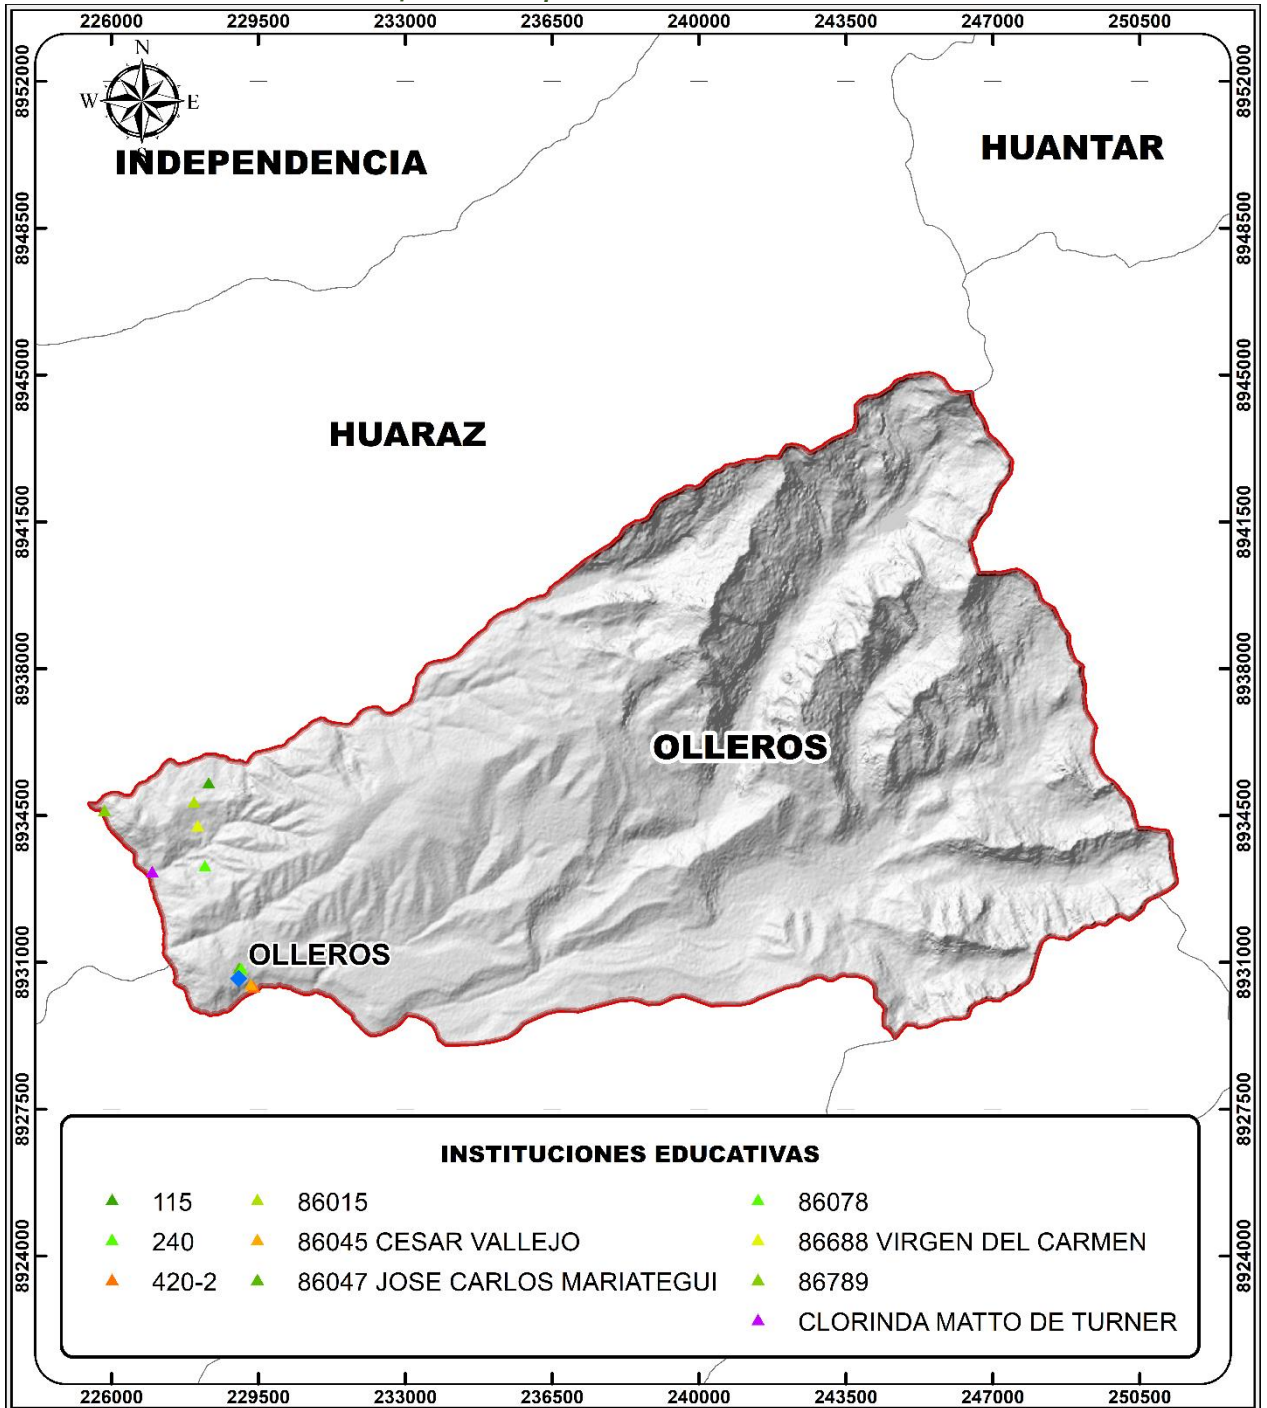 226000 229500 233000 236500 240000 243500 247000 250500
N
W E
S
8952000 8952000
INDEPENDENCIA HUANTAR
8948500 8948500
8945000 8945000
HUARAZ
8941500 8941500
8938000 8938000
OLLEROS
8934500 8934500
OLLEROS
8931000 8931000
8927500 8927500
INSTITUCIONES EDUCATIVAS
115 86015 86078
240 86045 CESAR VALLEJO 86688 VIRGEN DEL CARMEN
420-2 86047 JOSE CARLOS MARIATEGUI 86789
CLORINDA MATTO DE TURNER
8924000 8924000
226000 229500 233000 236500 240000 243500 247000 250500